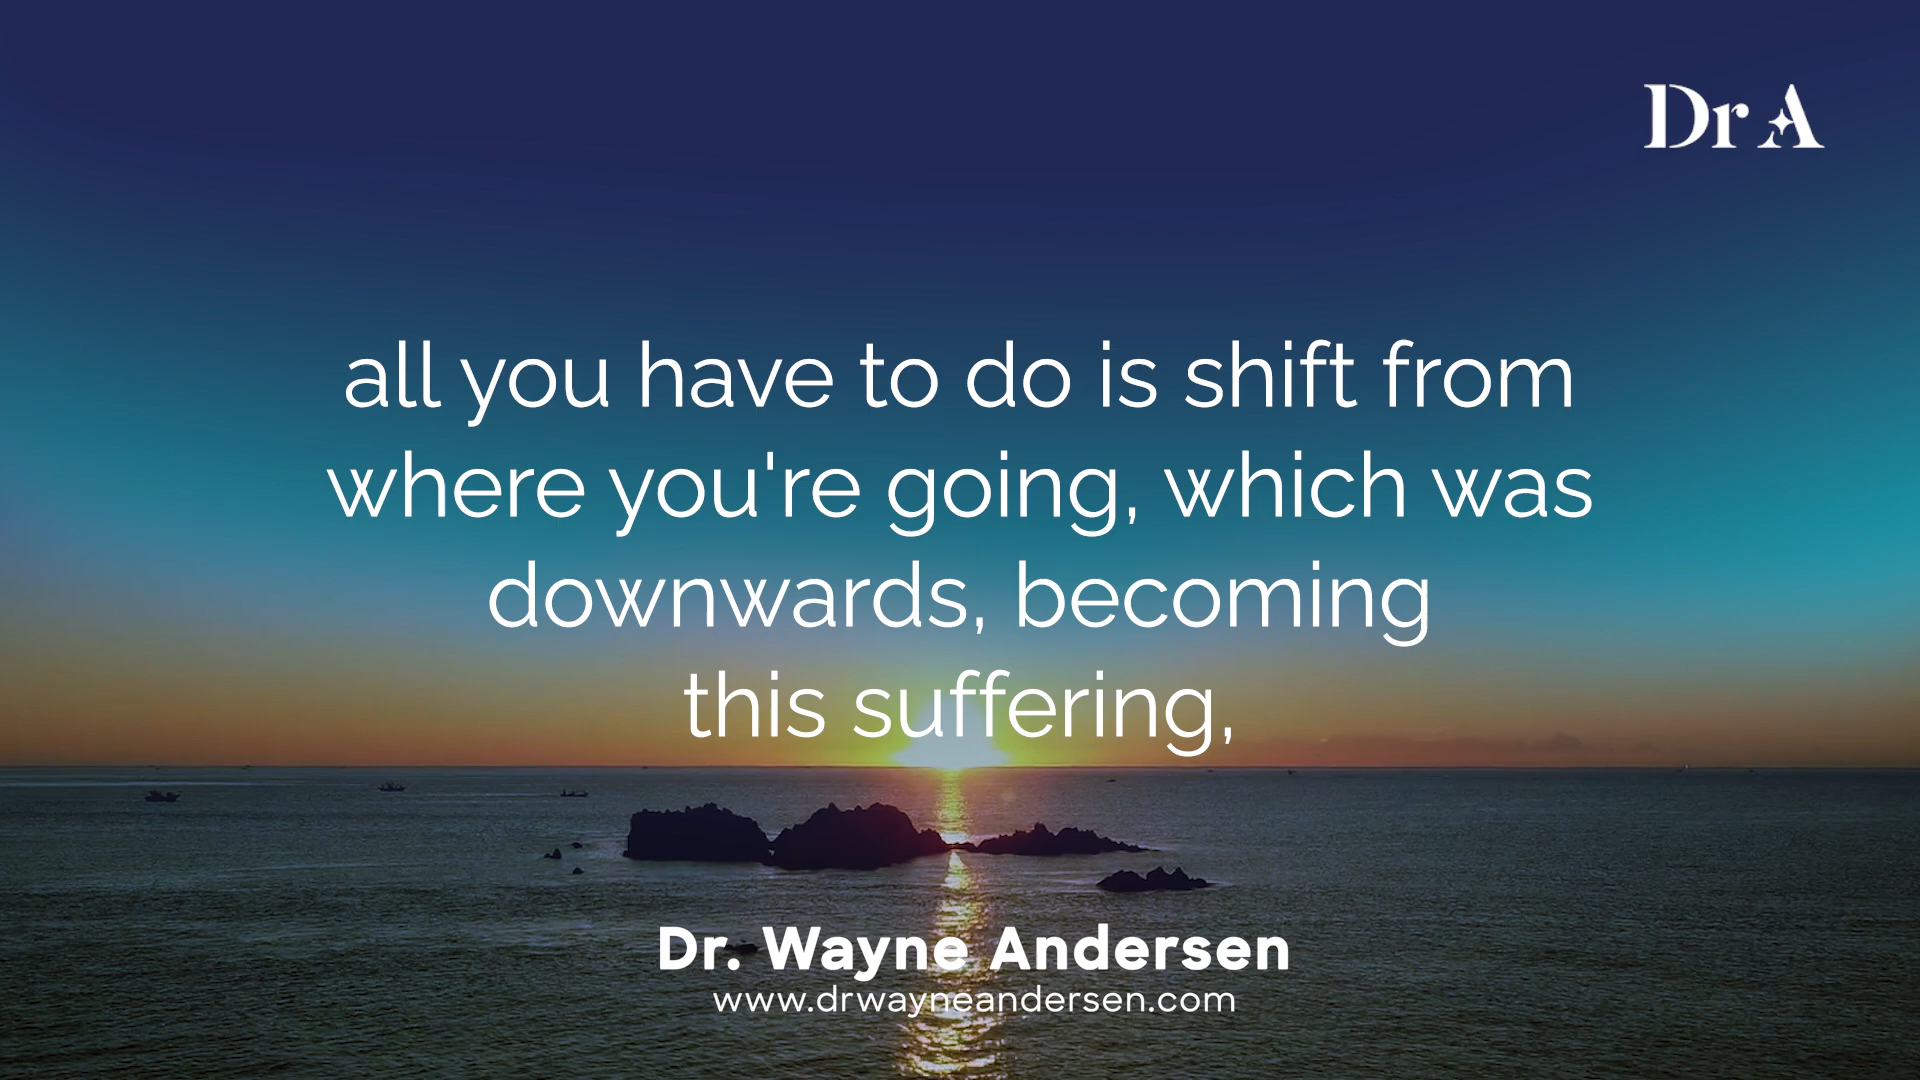 Dr A
all you have to do is shift from
where you're going, which was
downwards, becoming
this suffering,
Dr. Wayne Andersen
www.drwayneandersen.com